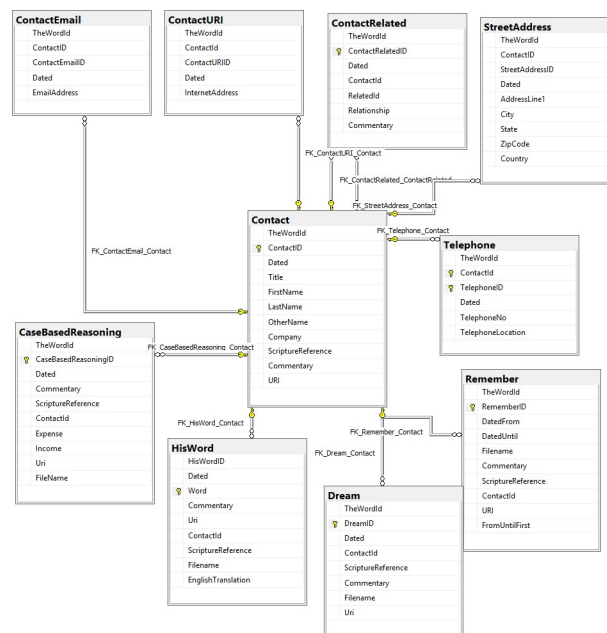 ContactEmail
TheWordId
ContactID
ContactEmailID
Dated
EmailAddress
ContactURI
TheWordId
ContactId
ContactURIID
Dated
InternetAddress
ContactRelated
TheWordId
ContactRelatedID
Dated
ContactId
RelatedId
Relationship
Commentary
StreetAddress
TheWordId
ContactID
StreetAddressID
Dated
AddressLine1
City
State
ZipCode
Country
FK_ContactURI_Contact
FK_ContactRelated_ContactRelated
FK_StreetAddress_Contact
FK_Telephone_Contact
FK_ContactEmail_Contact
Contact
TheWordId
ContactID
Dated
Title
FirstName
LastName
OtherName
Company
ScriptureReference
Commentary
URI
Telephone
TheWordId
ContactId
TelephoneID
Dated
TelephoneNo
TelephoneLocation
CaseBasedReasoning
TheWordId
CaseBasedReasoningID
Dated
Commentary
ScriptureReference
ContactId
Expense
Income
Uri
FileName
FK_CaseBasedReasoning_Contact
FK_HisWord_Contact
FK_Remember_Contact
FK_Dream_Contact
Remember
TheWordId
RememberID
DatedFrom
DatedUntil
Filename
Commentary
ScriptureReference
ContactId
URI
FromUntilFirst
HisWord
HisWordID
Dated
Word
Commentary
Uri
ContactId
ScriptureReference
Filename
EnglishTranslation
Dream
TheWordId
DreamID
Dated
ContactId
ScriptureReference
Commentary
Filename
Uri